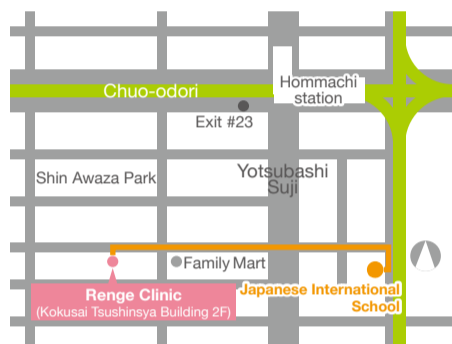 Chuo-odori
Hommachi
station
Exit #23
Shin Awaza Park
Yotsubashi
Suji
Family Mart
Renge Clinic
(Kokusai Tsushinsya Building 2F)
Japanese International
School